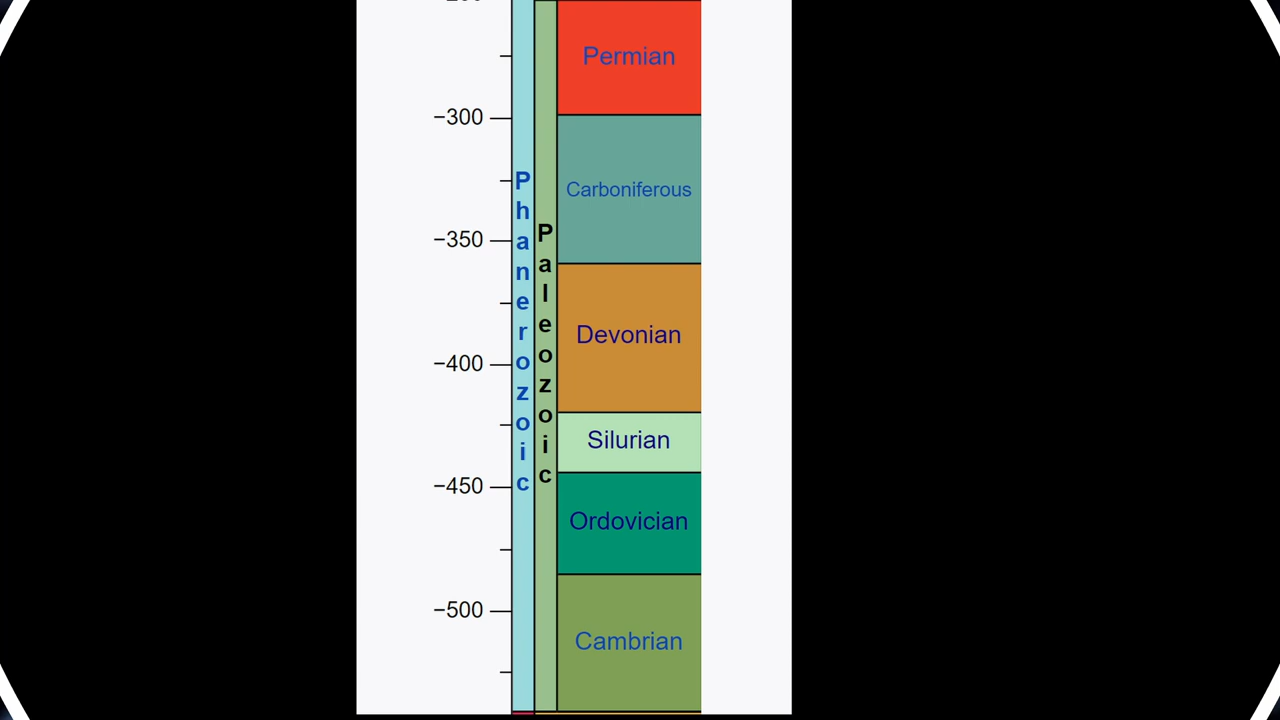 Permian
−300
Carboniferous
−350
Devonian
−400
Silurian
−450
Ordovician
−500
Cambrian
Phanerozoic
Paleozoic